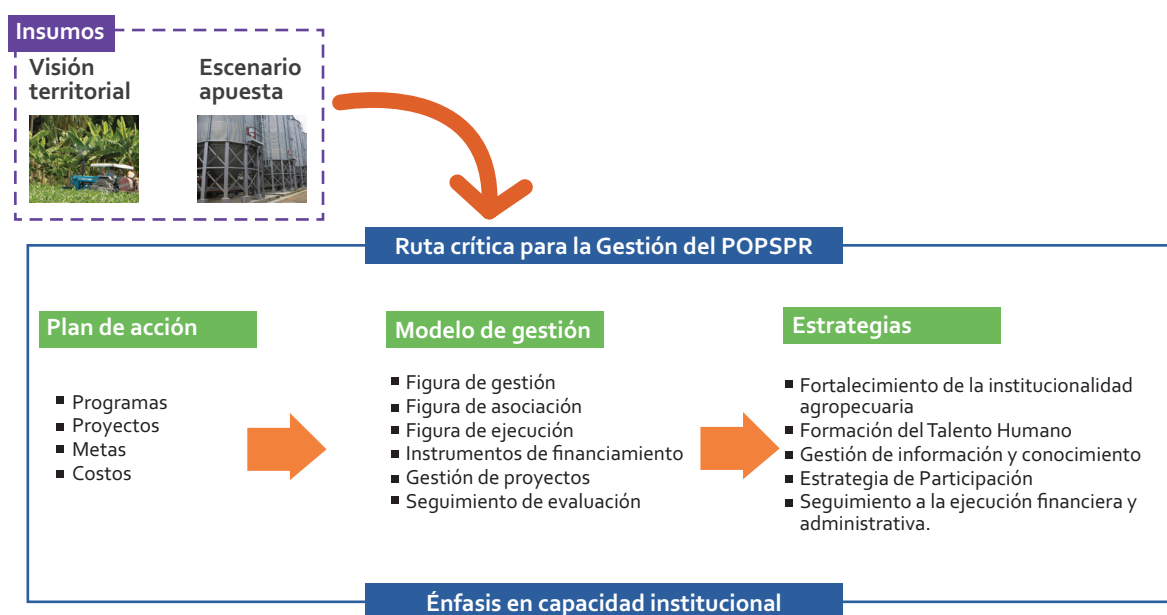 Insumos
Visión
territorial
Escenario
apuesta
Ruta crítica para la Gestión del POPSPR
Plan de acción
Programas
Proyectos
Metas
Costos
Modelo de gestión
Figura de gestión
Figura de asociación
Figura de ejecución
Instrumentos de financiamiento
Gestión de proyectos
Seguimiento de evaluación
Estrategias
Fortalecimiento de la institucionalidad
agropecuaria
Formación del Talento Humano
Gestión de información y conocimiento
Estrategia de Participación
Seguimiento a la ejecución financiera y
administrativa.
Énfasis en capacidad institucional